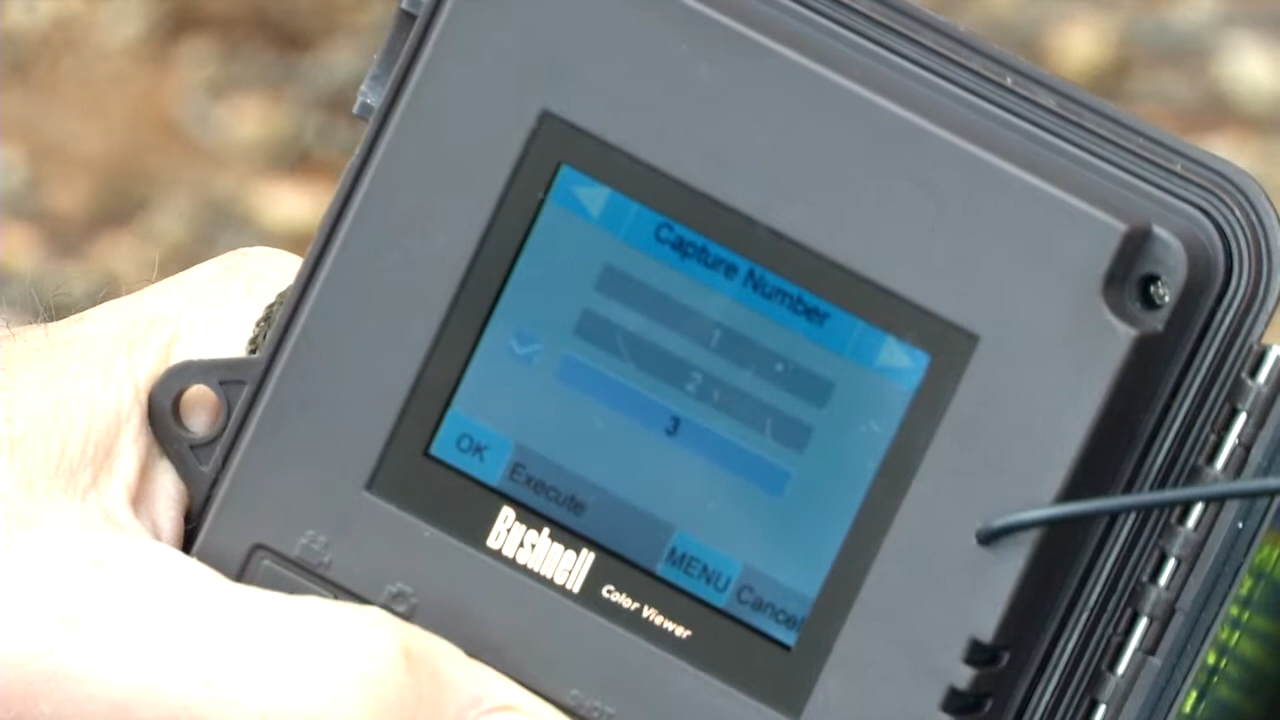 Capture Number
1
2
3
OK Execute
MENU Cancel
Bushnell
Color Viewer